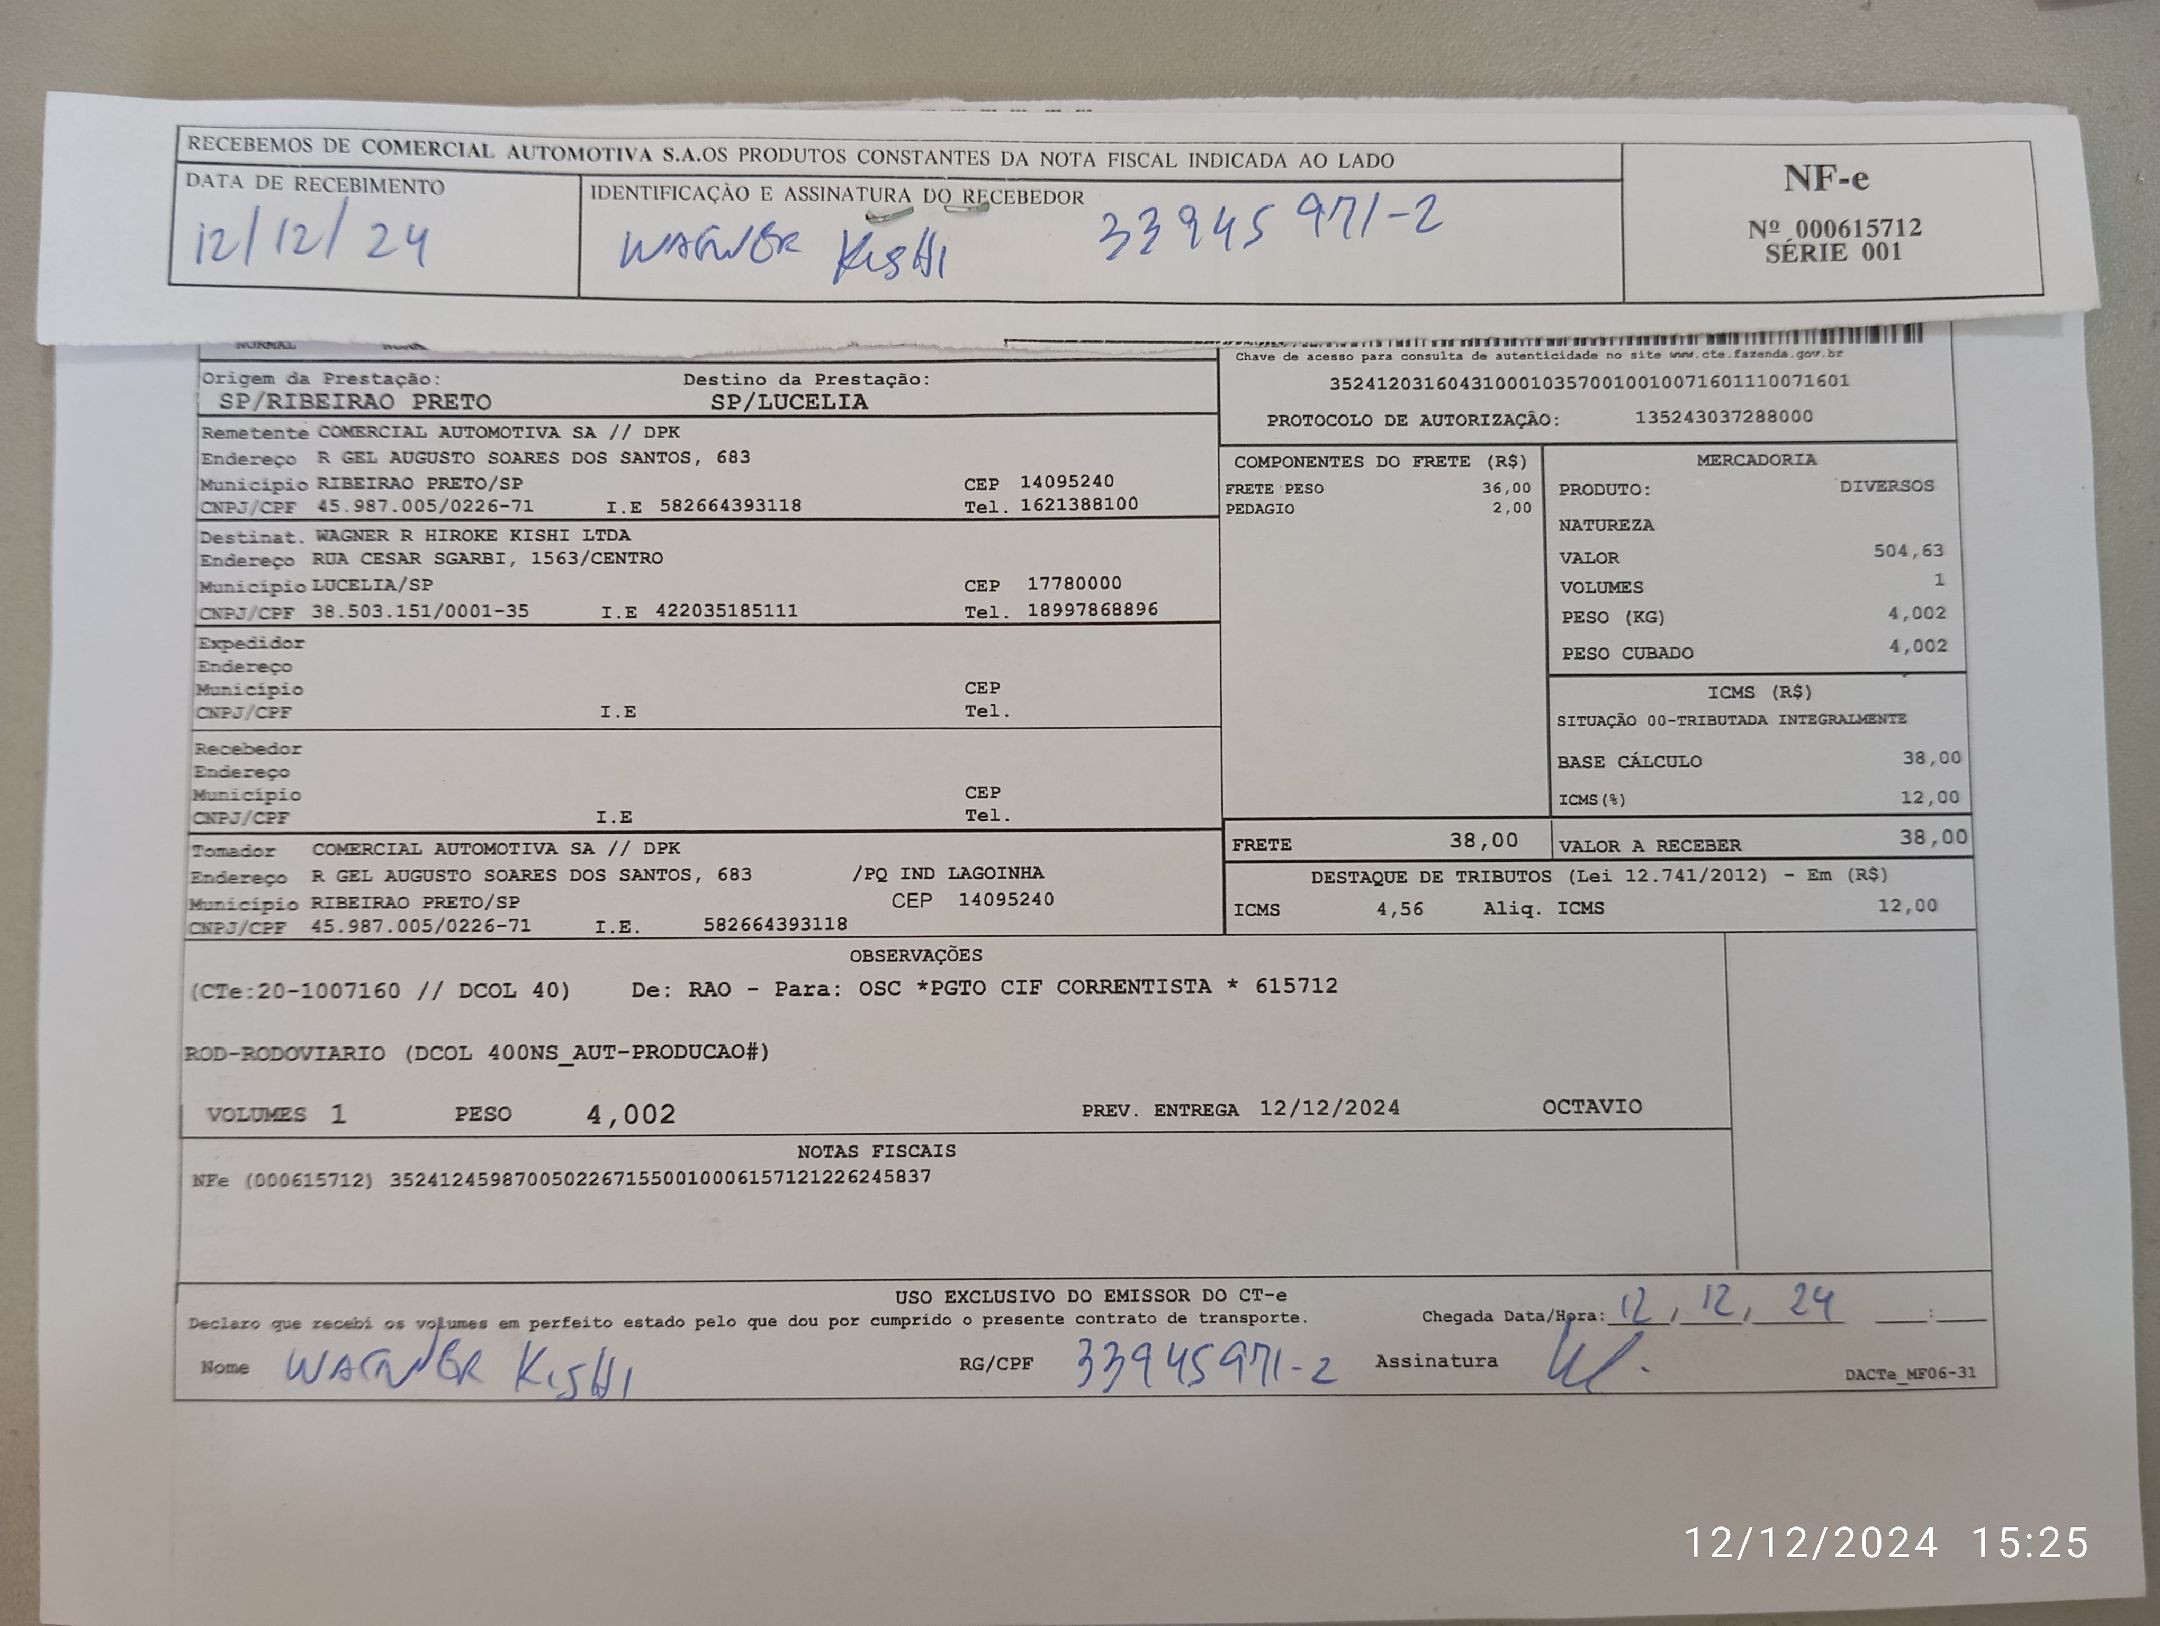 RECEBEMOS DE COMERCIAL AUTOMOTIVA S.A.OS PRODUTOS CONSTANTES DA NOTA FISCAL INDICADA AO LADO
DATA DE RECEBIMENTO
12/12/24
IDENTIFICAÇÃO E ASSINATURA DO RECEBEDOR
WAGNER KISHI 33945971-2
NF-e
Nº 000615712
SÉRIE 001
NORMAL
Chave de acesso para consulta de autenticidade no site www.cte.fazenda.gov.br
35241203160431000103570010010071601110071601
PROTOCOLO DE AUTORIZAÇÃO: 135243037288000
Origem da Prestação: Destino da Prestação:
SP/RIBEIRAO PRETO SP/LUCELIA
Remetente COMERCIAL AUTOMOTIVA SA // DPK
Endereço R GEL AUGUSTO SOARES DOS SANTOS, 683
Município RIBEIRAO PRETO/SP CEP 14095240
CNPJ/CPF 45.987.005/0226-71 I.E 582664393118 Tel. 1621388100
Destinat. WAGNER R HIROKE KISHI LTDA
Endereço RUA CESAR SGARBI, 1563/CENTRO
Município LUCELIA/SP CEP 17780000
CNPJ/CPF 38.503.151/0001-35 I.E 422035185111 Tel. 18997868896
Expedidor
Endereço
Município CEP
CNPJ/CPF I.E Tel.
Recebedor
Endereço
Município CEP
CNPJ/CPF I.E Tel.
Tomador COMERCIAL AUTOMOTIVA SA // DPK
Endereço R GEL AUGUSTO SOARES DOS SANTOS, 683 /PQ IND LAGOINHA
Município RIBEIRAO PRETO/SP CEP 14095240
CNPJ/CPF 45.987.005/0226-71 I.E. 582664393118
COMPONENTES DO FRETE (R$)
FRETE PESO 36,00
PEDAGIO 2,00
MERCADORIA
PRODUTO: DIVERSOS
NATUREZA
VALOR 504,63
VOLUMES 1
PESO (KG) 4,002
PESO CUBADO 4,002
ICMS (R$)
SITUAÇÃO 00-TRIBUTADA INTEGRALMENTE
BASE CÁLCULO 38,00
ICMS(%) 12,00
FRETE 38,00 VALOR A RECEBER 38,00
DESTAQUE DE TRIBUTOS (Lei 12.741/2012) - Em (R$)
ICMS 4,56 Aliq. ICMS 12,00
OBSERVAÇÕES
(CTe:20-1007160 // DCOL 40) De: RAO - Para: OSC *PGTO CIF CORRENTISTA * 615712
ROD-RODOVIARIO (DCOL 400NS_AUT-PRODUCAO#)
VOLUMES 1 PESO 4,002 PREV. ENTREGA 12/12/2024 OCTAVIO
NOTAS FISCAIS
NFe (000615712) 35241245987005022671550010006157121226245837
USO EXCLUSIVO DO EMISSOR DO CT-e
Declaro que recebi os volumes em perfeito estado pelo que dou por cumprido o presente contrato de transporte. Chegada Data/Hora: 12, 12, 24 :
Nome WAGNER KISHI RG/CPF 33945971-2 Assinatura
DACTe_MF06-31
12/12/2024 15:25